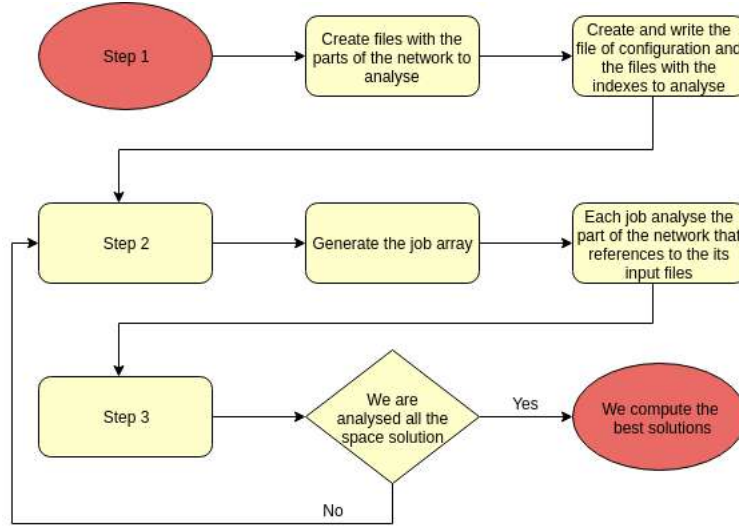 Step 1
Create files with the
parts of the network to
analyse
Create and write the
file of configuration and
the files with the
indexes to analyse
Step 2
Generate the job array
Each job analyse the
part of the network that
references to the its
input files
Step 3
We are
analysed all the
space solution
Yes
We compute the
best solutions
No